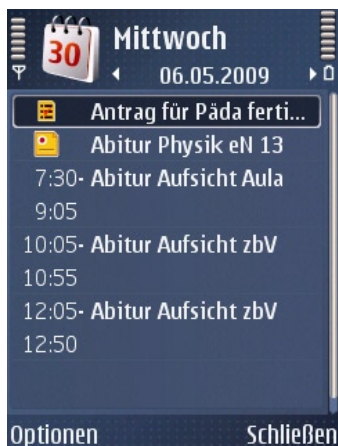 30
Mittwoch
06.05.2009
Antrag für Päda ferti...
Abitur Physik eN 13
7:30- Abitur Aufsicht Aula
9:05
10:05- Abitur Aufsicht zbV
10:55
12:05- Abitur Aufsicht zbV
12:50
Optionen Schließen